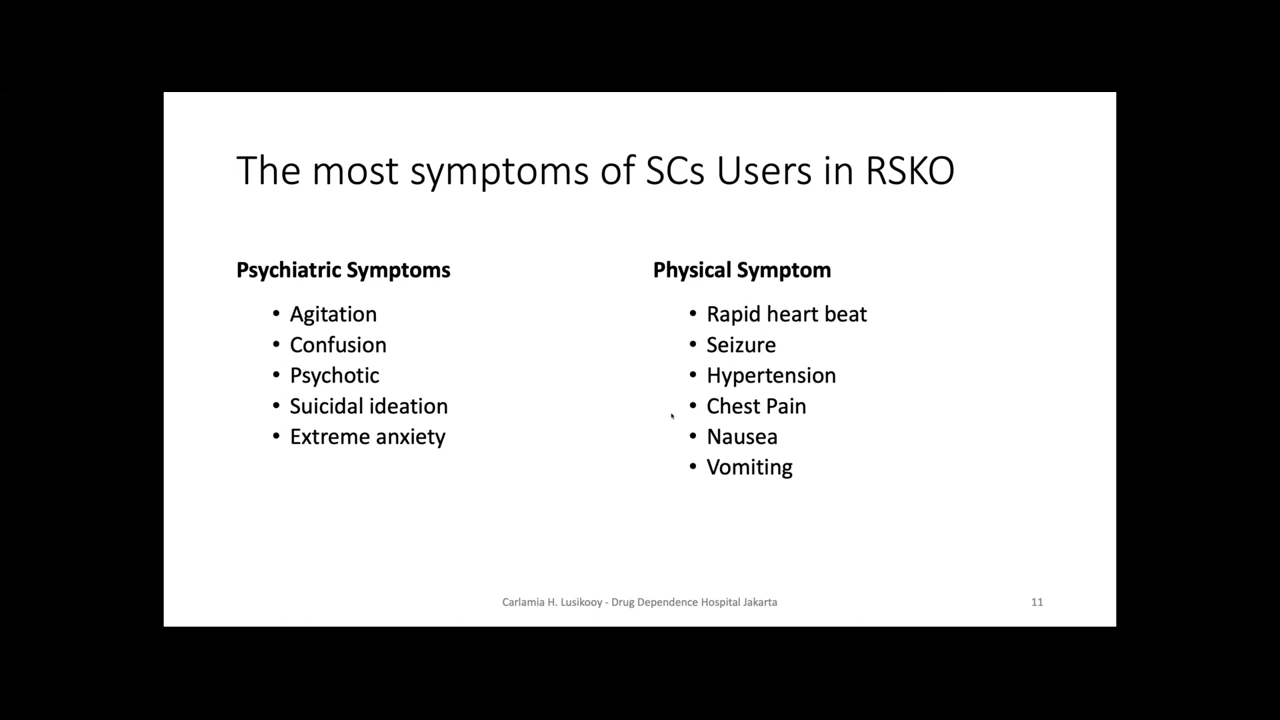 The most symptoms of SCs Users in RSKO
Psychiatric Symptoms
• Agitation
• Confusion
• Psychotic
• Suicidal ideation
• Extreme anxiety
Physical Symptom
• Rapid heart beat
• Seizure
• Hypertension
• Chest Pain
• Nausea
• Vomiting
Carlamia H. Lusikooy - Drug Dependence Hospital Jakarta
11